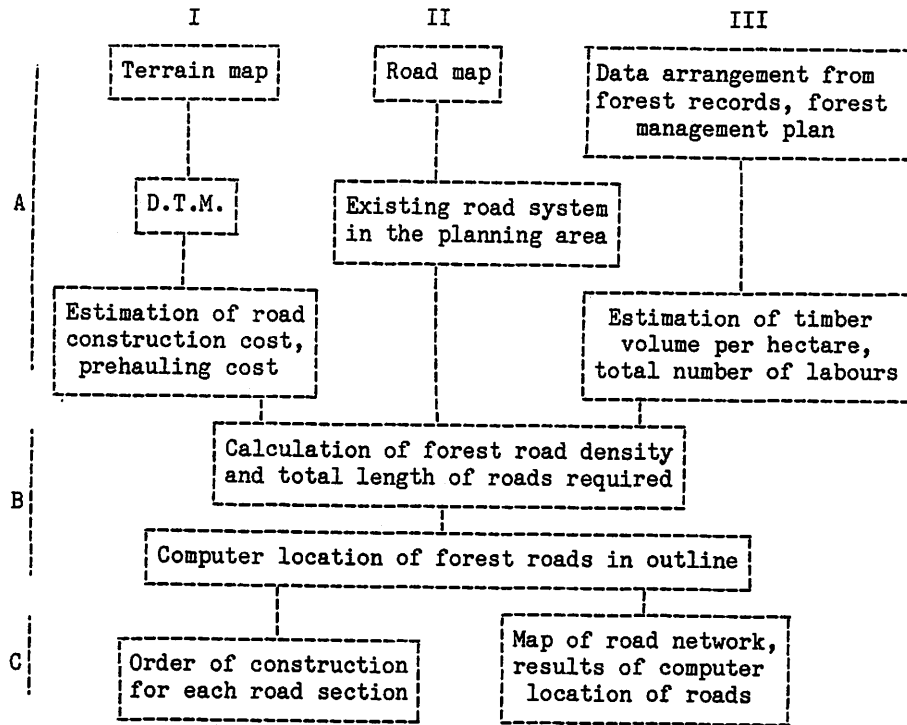 I
II
III
Terrain map
Road map
Data arrangement from
forest records, forest
management plan
A
D.T.M.
Existing road system
in the planning area
Estimation of road
construction cost,
prehauling cost
Estimation of timber
volume per hectare,
total number of labours
B
Calculation of forest road density
and total length of roads required
Computer location of forest roads in outline
C
Order of construction
for each road section
Map of road network,
results of computer
location of roads